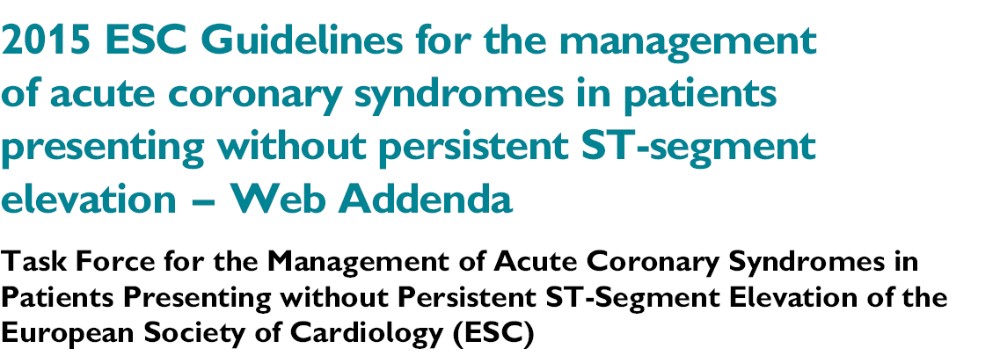 2015 ESC Guidelines for the management
of acute coronary syndromes in patients
presenting without persistent ST-segment
elevation – Web Addenda
Task Force for the Management of Acute Coronary Syndromes in
Patients Presenting without Persistent ST-Segment Elevation of the
European Society of Cardiology (ESC)